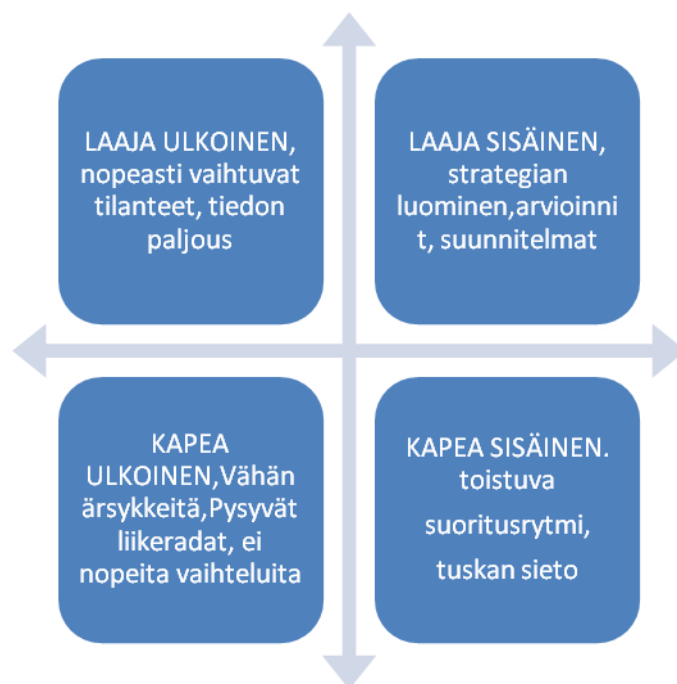 LAAJA ULKOINEN,
nopeasti vaihtuvat
tilanteet, tiedon
paljous
LAAJA SISÄINEN,
strategian
luominen,arvioinni
t, suunnitelmat
KAPEA
ULKOINEN,Vähän
ärsykkeitä,Pysyvät
liikeradat, ei
nopeita vaihteluita
KAPEA SISÄINEN.
toistuva
suoritusrytmi,
tuskan sieto